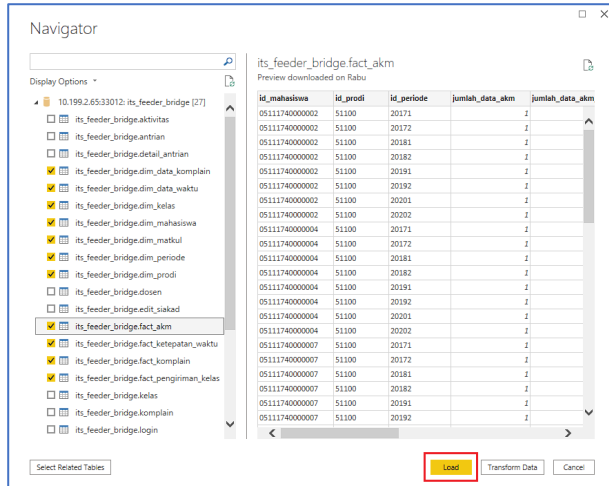 Navigator
Display Options
10.199.2.65:33012: its_feeder_bridge [27]
its_feeder_bridge.aktivitas
its_feeder_bridge.antrian
its_feeder_bridge.detail_antrian
its_feeder_bridge.dim_data_komplain
its_feeder_bridge.dim_data_waktu
its_feeder_bridge.dim_kelas
its_feeder_bridge.dim_mahasiswa
its_feeder_bridge.dim_matkul
its_feeder_bridge.dim_periode
its_feeder_bridge.dim_prodi
its_feeder_bridge.dosen
its_feeder_bridge.edit_siakad
its_feeder_bridge.fact_akm
its_feeder_bridge.fact_ketepatan_waktu
its_feeder_bridge.fact_komplain
its_feeder_bridge.fact_pengiriman_kelas
its_feeder_bridge.kelas
its_feeder_bridge.komplain
its_feeder_bridge.login
its_feeder_bridge.fact_akm
Preview downloaded on Rabu
id_mahasiswa id_prodi id_periode jumlah_data_akm jumlah_data_akm
05111740000002 51100 20171 1
05111740000002 51100 20172 1
05111740000002 51100 20181 1
05111740000002 51100 20182 1
05111740000002 51100 20191 1
05111740000002 51100 20192 1
05111740000002 51100 20201 1
05111740000002 51100 20202 1
05111740000004 51100 20171 1
05111740000004 51100 20172 1
05111740000004 51100 20181 1
05111740000004 51100 20182 1
05111740000004 51100 20191 1
05111740000004 51100 20192 1
05111740000004 51100 20201 1
05111740000004 51100 20202 1
05111740000007 51100 20171 1
05111740000007 51100 20172 1
05111740000007 51100 20181 1
05111740000007 51100 20182 1
05111740000007 51100 20191 1
05111740000007 51100 20192 1
Select Related Tables
Load
Transform Data
Cancel